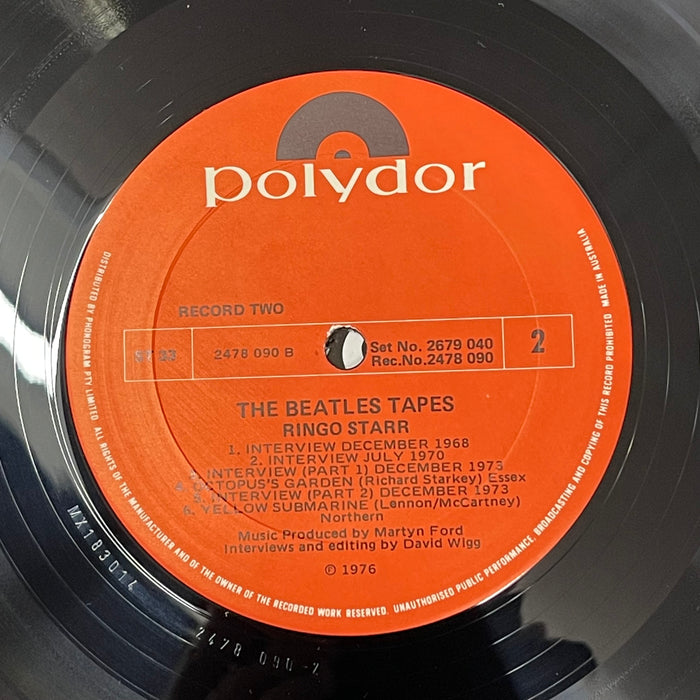 polydor
RECORD TWO
2478 090 B
Set No. 2679 040
Rec.No.2478 090
2
THE BEATLES TAPES
RINGO STARR
1. INTERVIEW DECEMBER 1968
2. INTERVIEW JULY 1970
3. INTERVIEW (PART 1) DECEMBER 1973
4. OCTOPUS'S GARDEN (Richard Starkey) Essex
5. INTERVIEW (PART 2) DECEMBER 1973
6. YELLOW SUBMARINE (Lennon/McCartney)
Northern
Music Produced by Martyn Ford
Interviews and editing by David Wigg
℗ 1976
DISTRIBUTED BY PHONOGRAM PTY LIMITED. ALL RIGHTS OF THE MANUFACTURER AND OF THE OWNER OF THE RECORDED WORK RESERVED. UNAUTHORISED PUBLIC PERFORMANCE, BROADCASTING AND COPYING OF THIS RECORD PROHIBITED. MADE IN AUSTRALIA
MX183014
2478 090-2